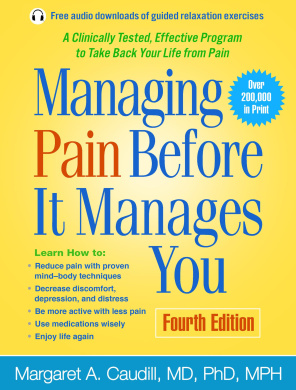 Free audio downloads of guided relaxation exercises
A Clinically Tested, Effective Program
to Take Back Your Life from Pain
Managing
Over
200,000
in Print
Pain Before
It Manages
You
Learn How to:
• Reduce pain with proven
mind–body techniques
• Decrease discomfort,
depression, and distress
• Be more active with less pain
• Use medications wisely
• Enjoy life again
Fourth Edition
Margaret A. Caudill, MD, PhD, MPH